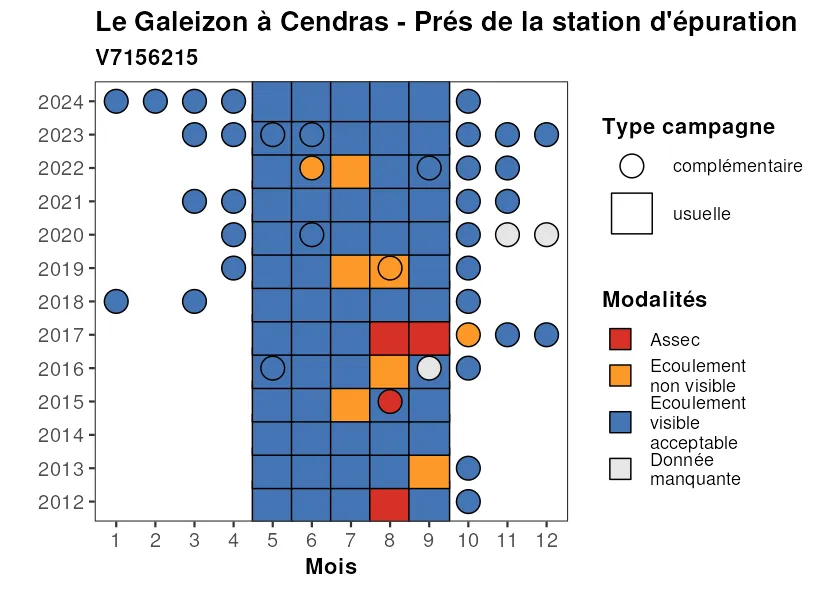 Le Galeizon à Cendras - Prés de la station d'épuration
V7156215
2024
2023
2022
2021
2020
2019
2018
2017
2016
2015
2014
2013
2012
1 2 3 4 5 6 7 8 9 10 11 12
Mois
Type campagne
complémentaire
usuelle
Modalités
Assec
Ecoulement
non visible
Ecoulement
visible
acceptable
Donnée
manquante